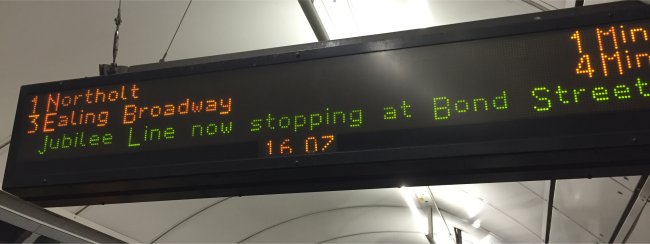 1 Northolt 1 Min
3 Ealing Broadway 4 Min
Jubilee Line now stopping at Bond Street
16 07